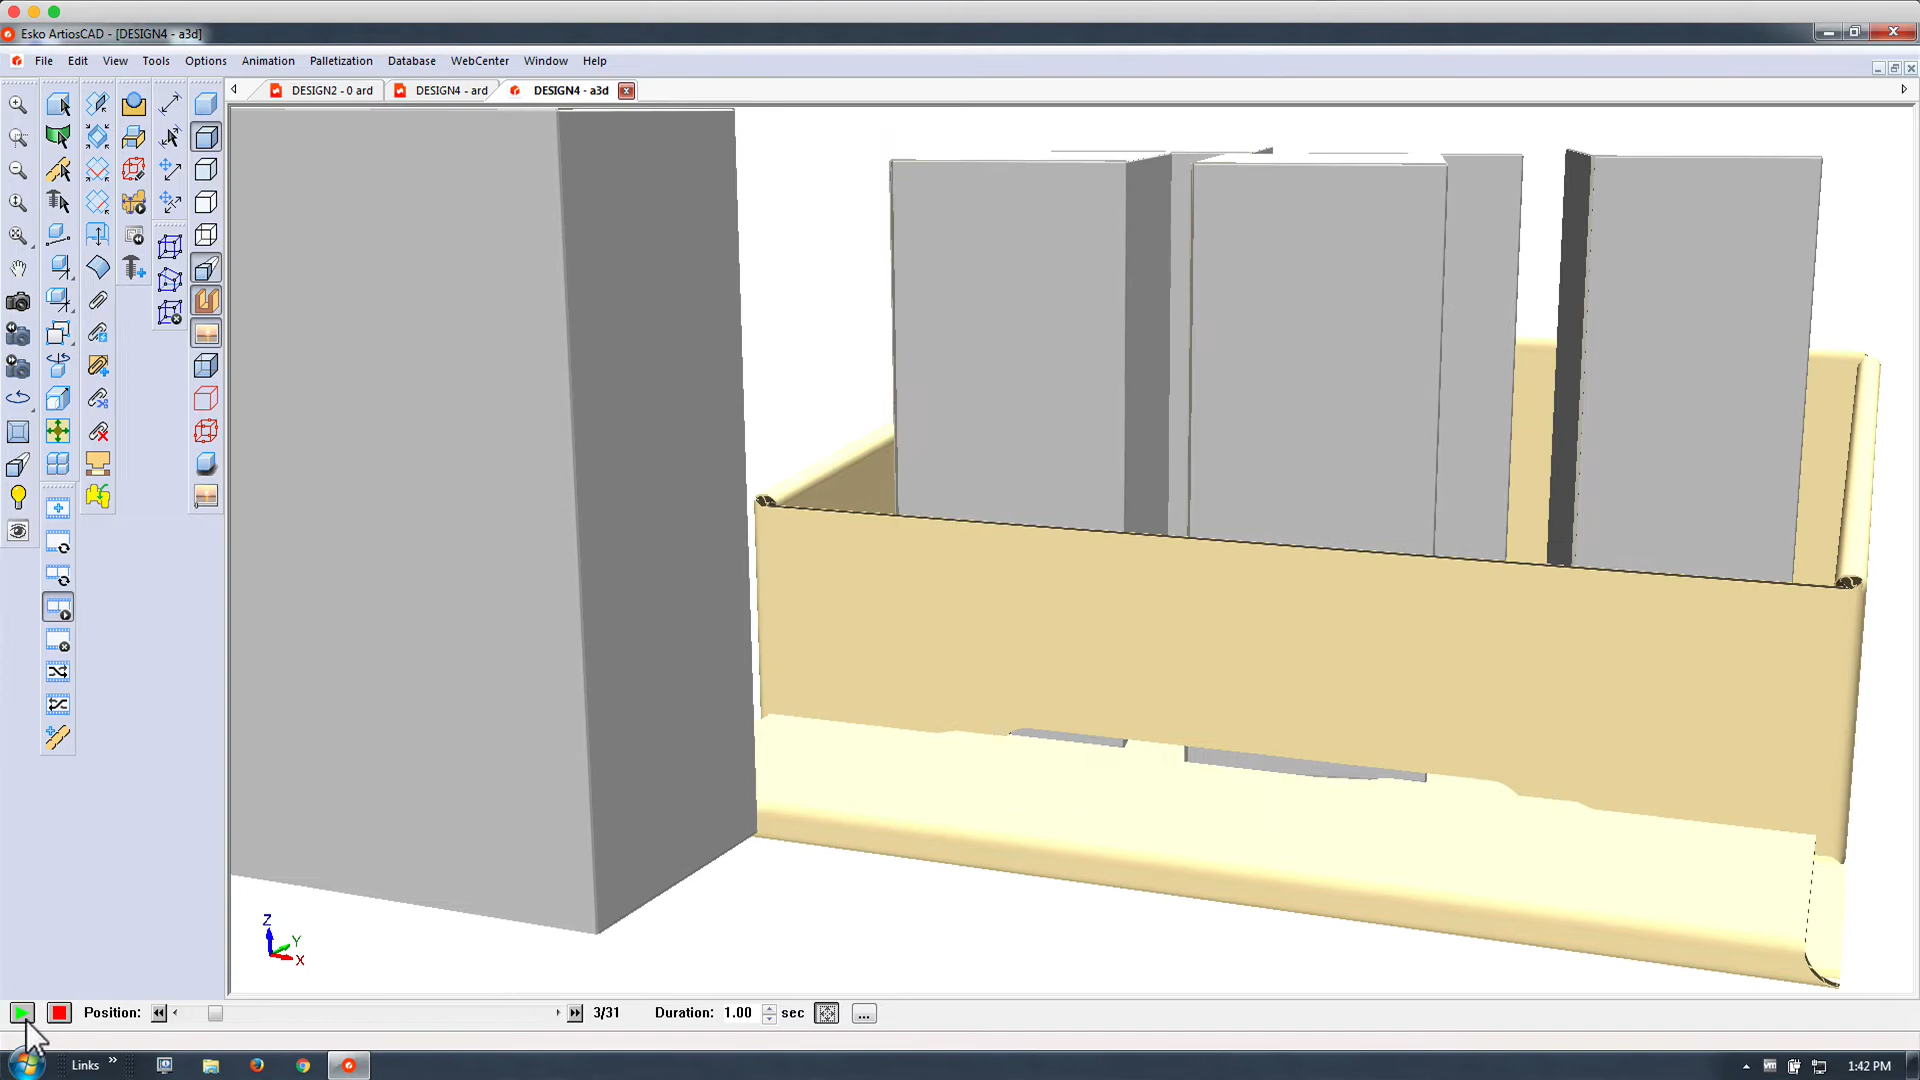 Esko ArtiosCAD - [DESIGN4 - a3d]
File Edit View Tools Options Animation Palletization Database WebCenter Window Help
DESIGN2 - 0 ard DESIGN4 - ard DESIGN4 - a3d
Z
Y
X
Position: 3/31 Duration: 1.00 sec ...
Links » 1:42 PM